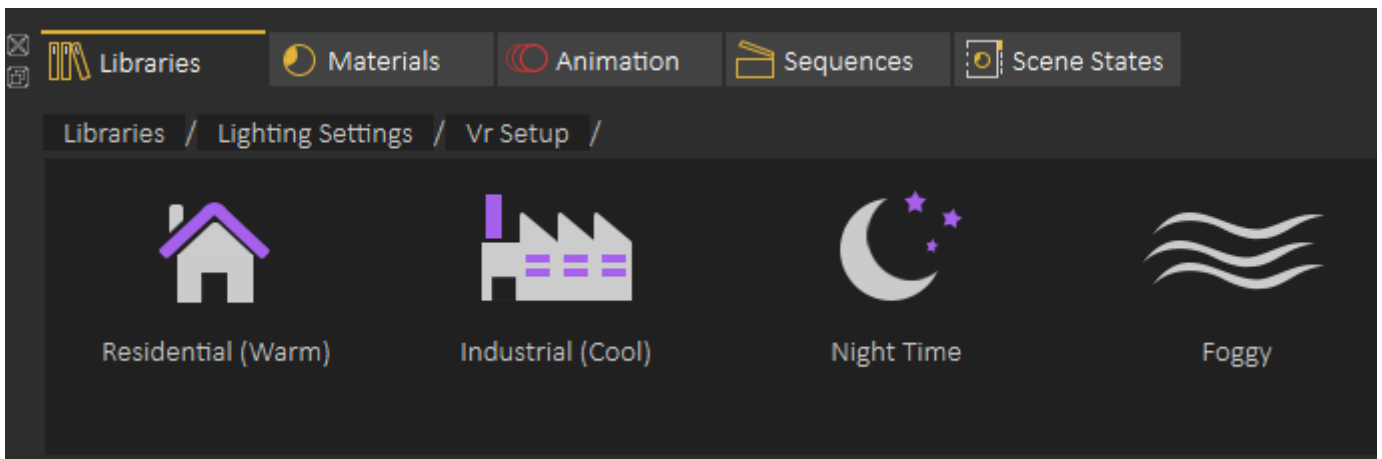 Libraries Materials Animation Sequences Scene States
Libraries / Lighting Settings / Vr Setup /
Residential (Warm) Industrial (Cool) Night Time Foggy